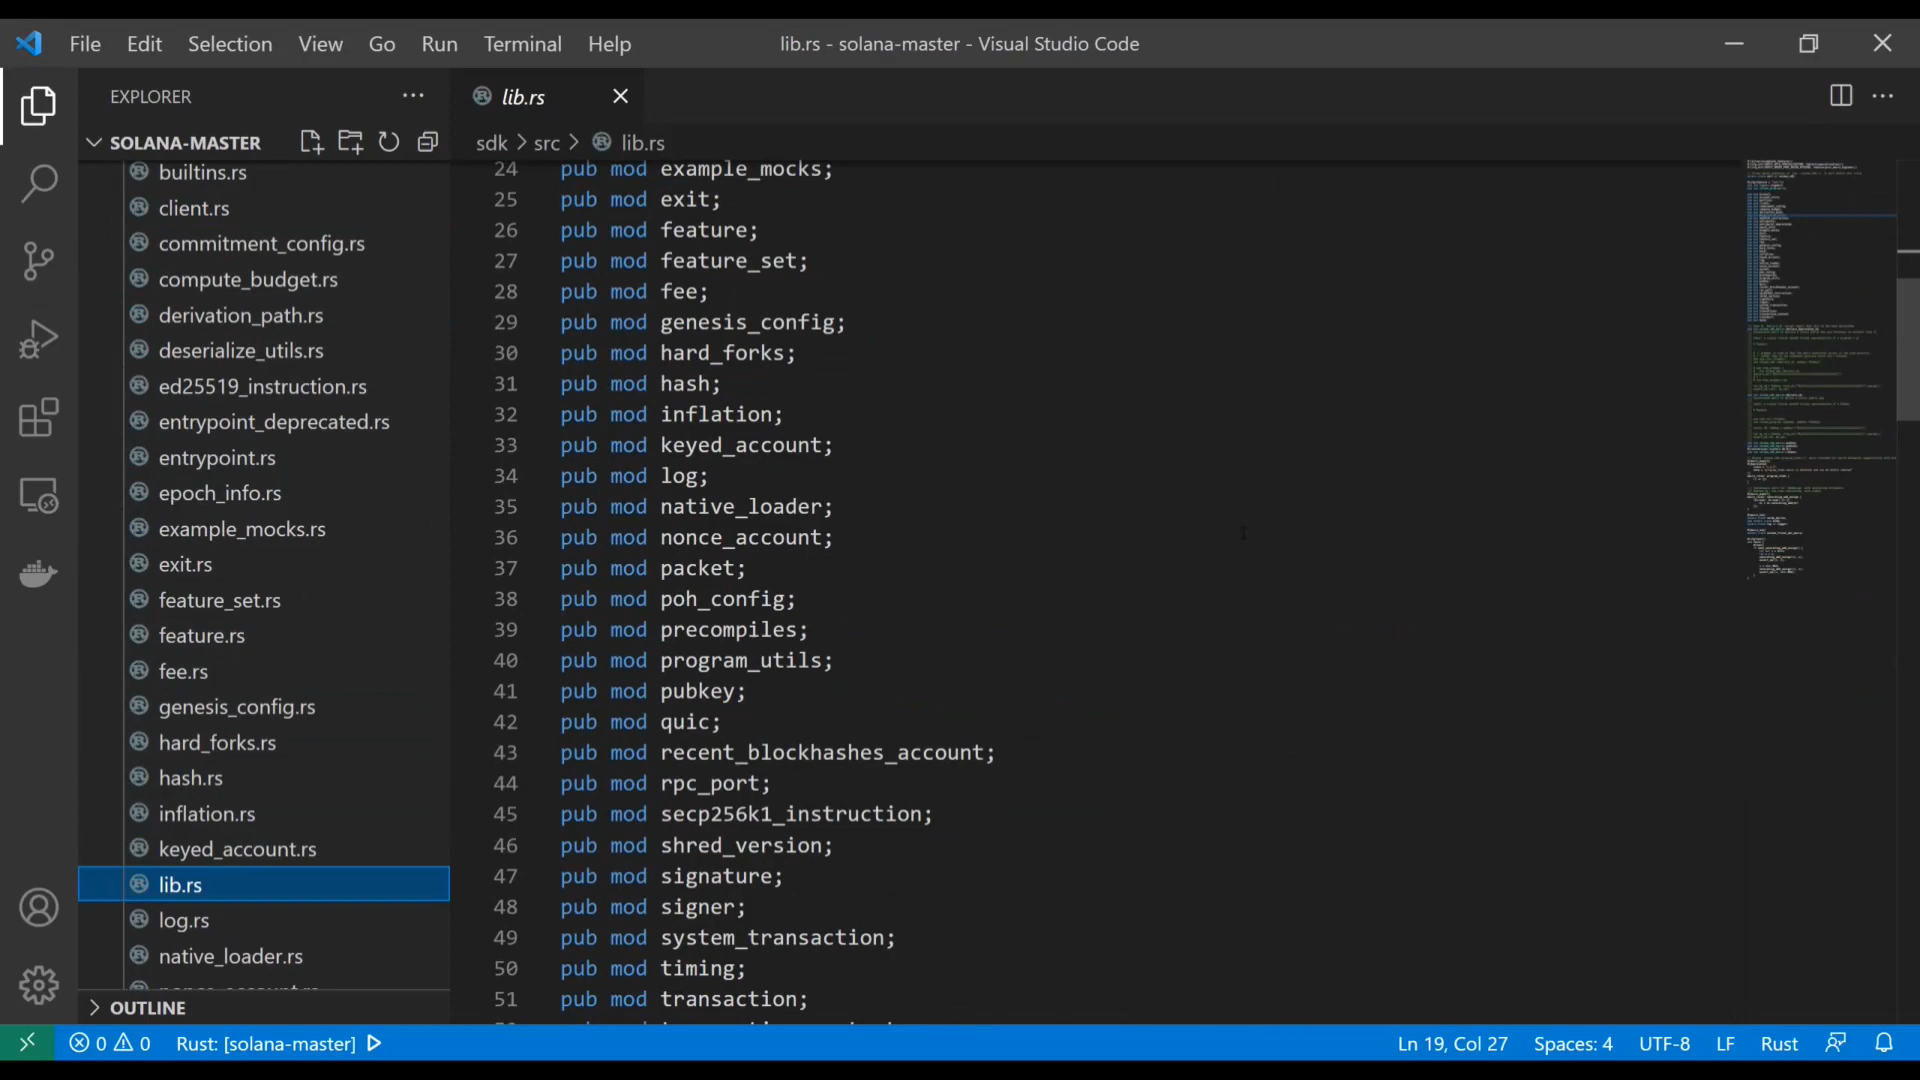 File Edit Selection View Go Run Terminal Help lib.rs - solana-master - Visual Studio Code
EXPLORER
SOLANA-MASTER
builtins.rs
client.rs
commitment_config.rs
compute_budget.rs
derivation_path.rs
deserialize_utils.rs
ed25519_instruction.rs
entrypoint_deprecated.rs
entrypoint.rs
epoch_info.rs
example_mocks.rs
exit.rs
feature_set.rs
feature.rs
fee.rs
genesis_config.rs
hard_forks.rs
hash.rs
inflation.rs
keyed_account.rs
lib.rs
log.rs
native_loader.rs
OUTLINE
lib.rs
sdk > src > lib.rs
24 pub mod example_mocks;
25 pub mod exit;
26 pub mod feature;
27 pub mod feature_set;
28 pub mod fee;
29 pub mod genesis_config;
30 pub mod hard_forks;
31 pub mod hash;
32 pub mod inflation;
33 pub mod keyed_account;
34 pub mod log;
35 pub mod native_loader;
36 pub mod nonce_account;
37 pub mod packet;
38 pub mod poh_config;
39 pub mod precompiles;
40 pub mod program_utils;
41 pub mod pubkey;
42 pub mod quic;
43 pub mod recent_blockhashes_account;
44 pub mod rpc_port;
45 pub mod secp256k1_instruction;
46 pub mod shred_version;
47 pub mod signature;
48 pub mod signer;
49 pub mod system_transaction;
50 pub mod timing;
51 pub mod transaction;
0 0 Rust: [solana-master] Ln 19, Col 27 Spaces: 4 UTF-8 LF Rust